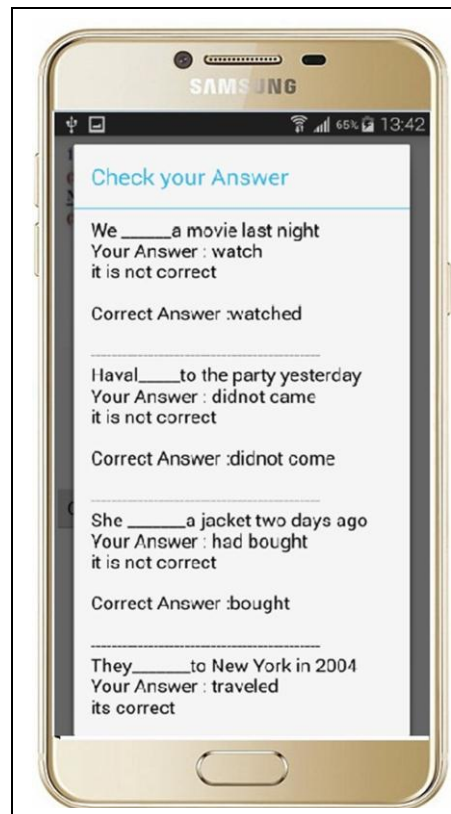 SAMSUNG
65% 13:42
Check your Answer
We ______a movie last night
Your Answer : watch
it is not correct
Correct Answer :watched
Haval_____to the party yesterday
Your Answer : didnot came
it is not correct
Correct Answer :didnot come
She _______a jacket two days ago
Your Answer : had bought
it is not correct
Correct Answer :bought
They_______to New York in 2004
Your Answer : traveled
its correct